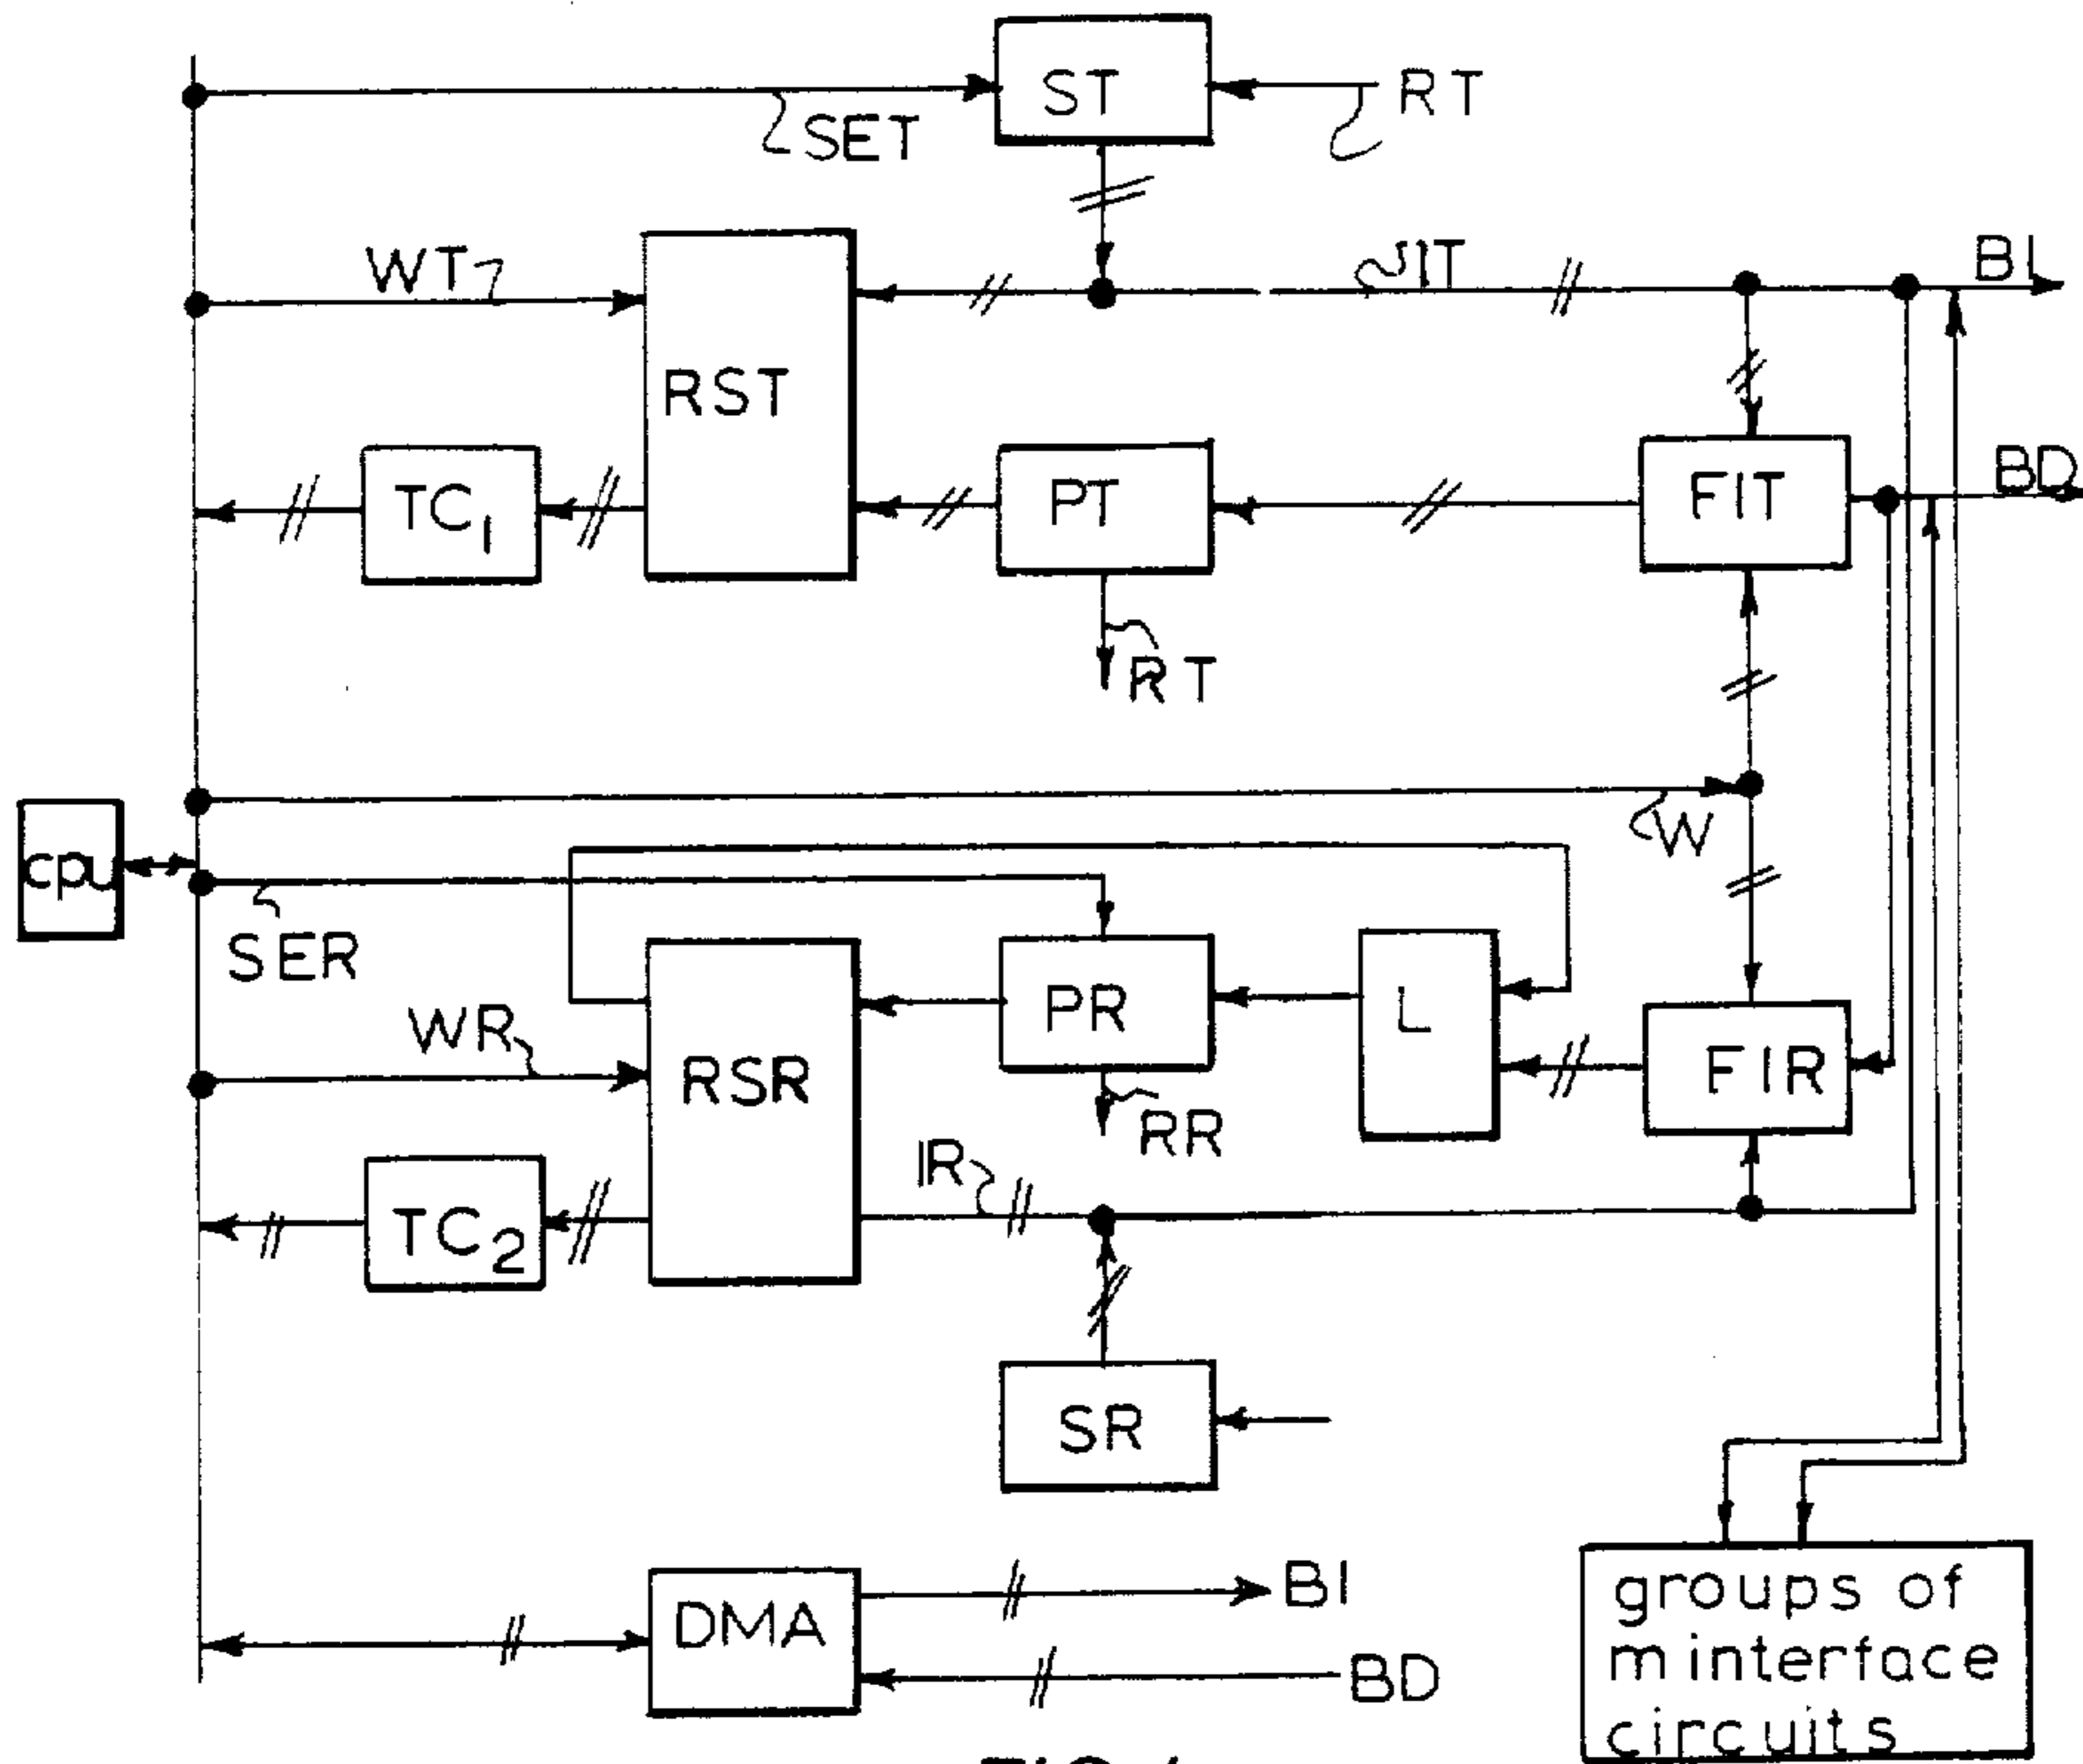 ST
RT
SET
WT
IT
BI
RST
TC1
PT
FIT
BD
RT
cpu
W
SER
PR
L
WR
RSR
FIR
RR
IR
TC2
SR
DMA
BI
BD
groups of
m interface
circuits